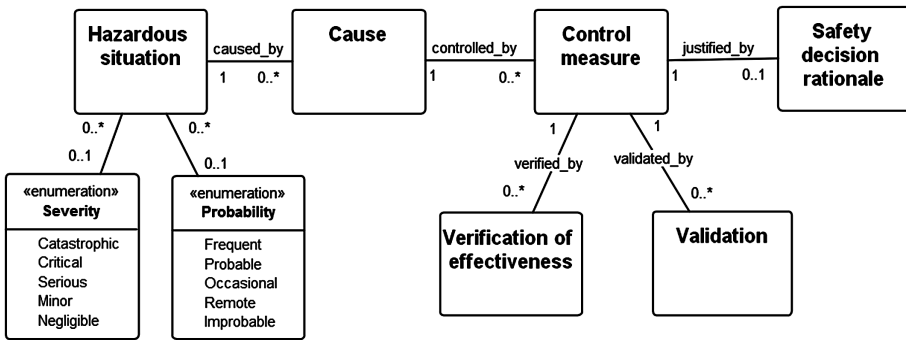 Hazardous
situation
caused_by
1
0..*
Cause
controlled_by
1
0..*
Control
measure
justified_by
1
0..1
Safety
decision
rationale
0..*
0..*
0..1
0..1
1
1
verified_by
validated_by
0..*
0..*
«enumeration»
Severity
Catastrophic
Critical
Serious
Minor
Negligible
«enumeration»
Probability
Frequent
Probable
Occasional
Remote
Improbable
Verification of
effectiveness
Validation